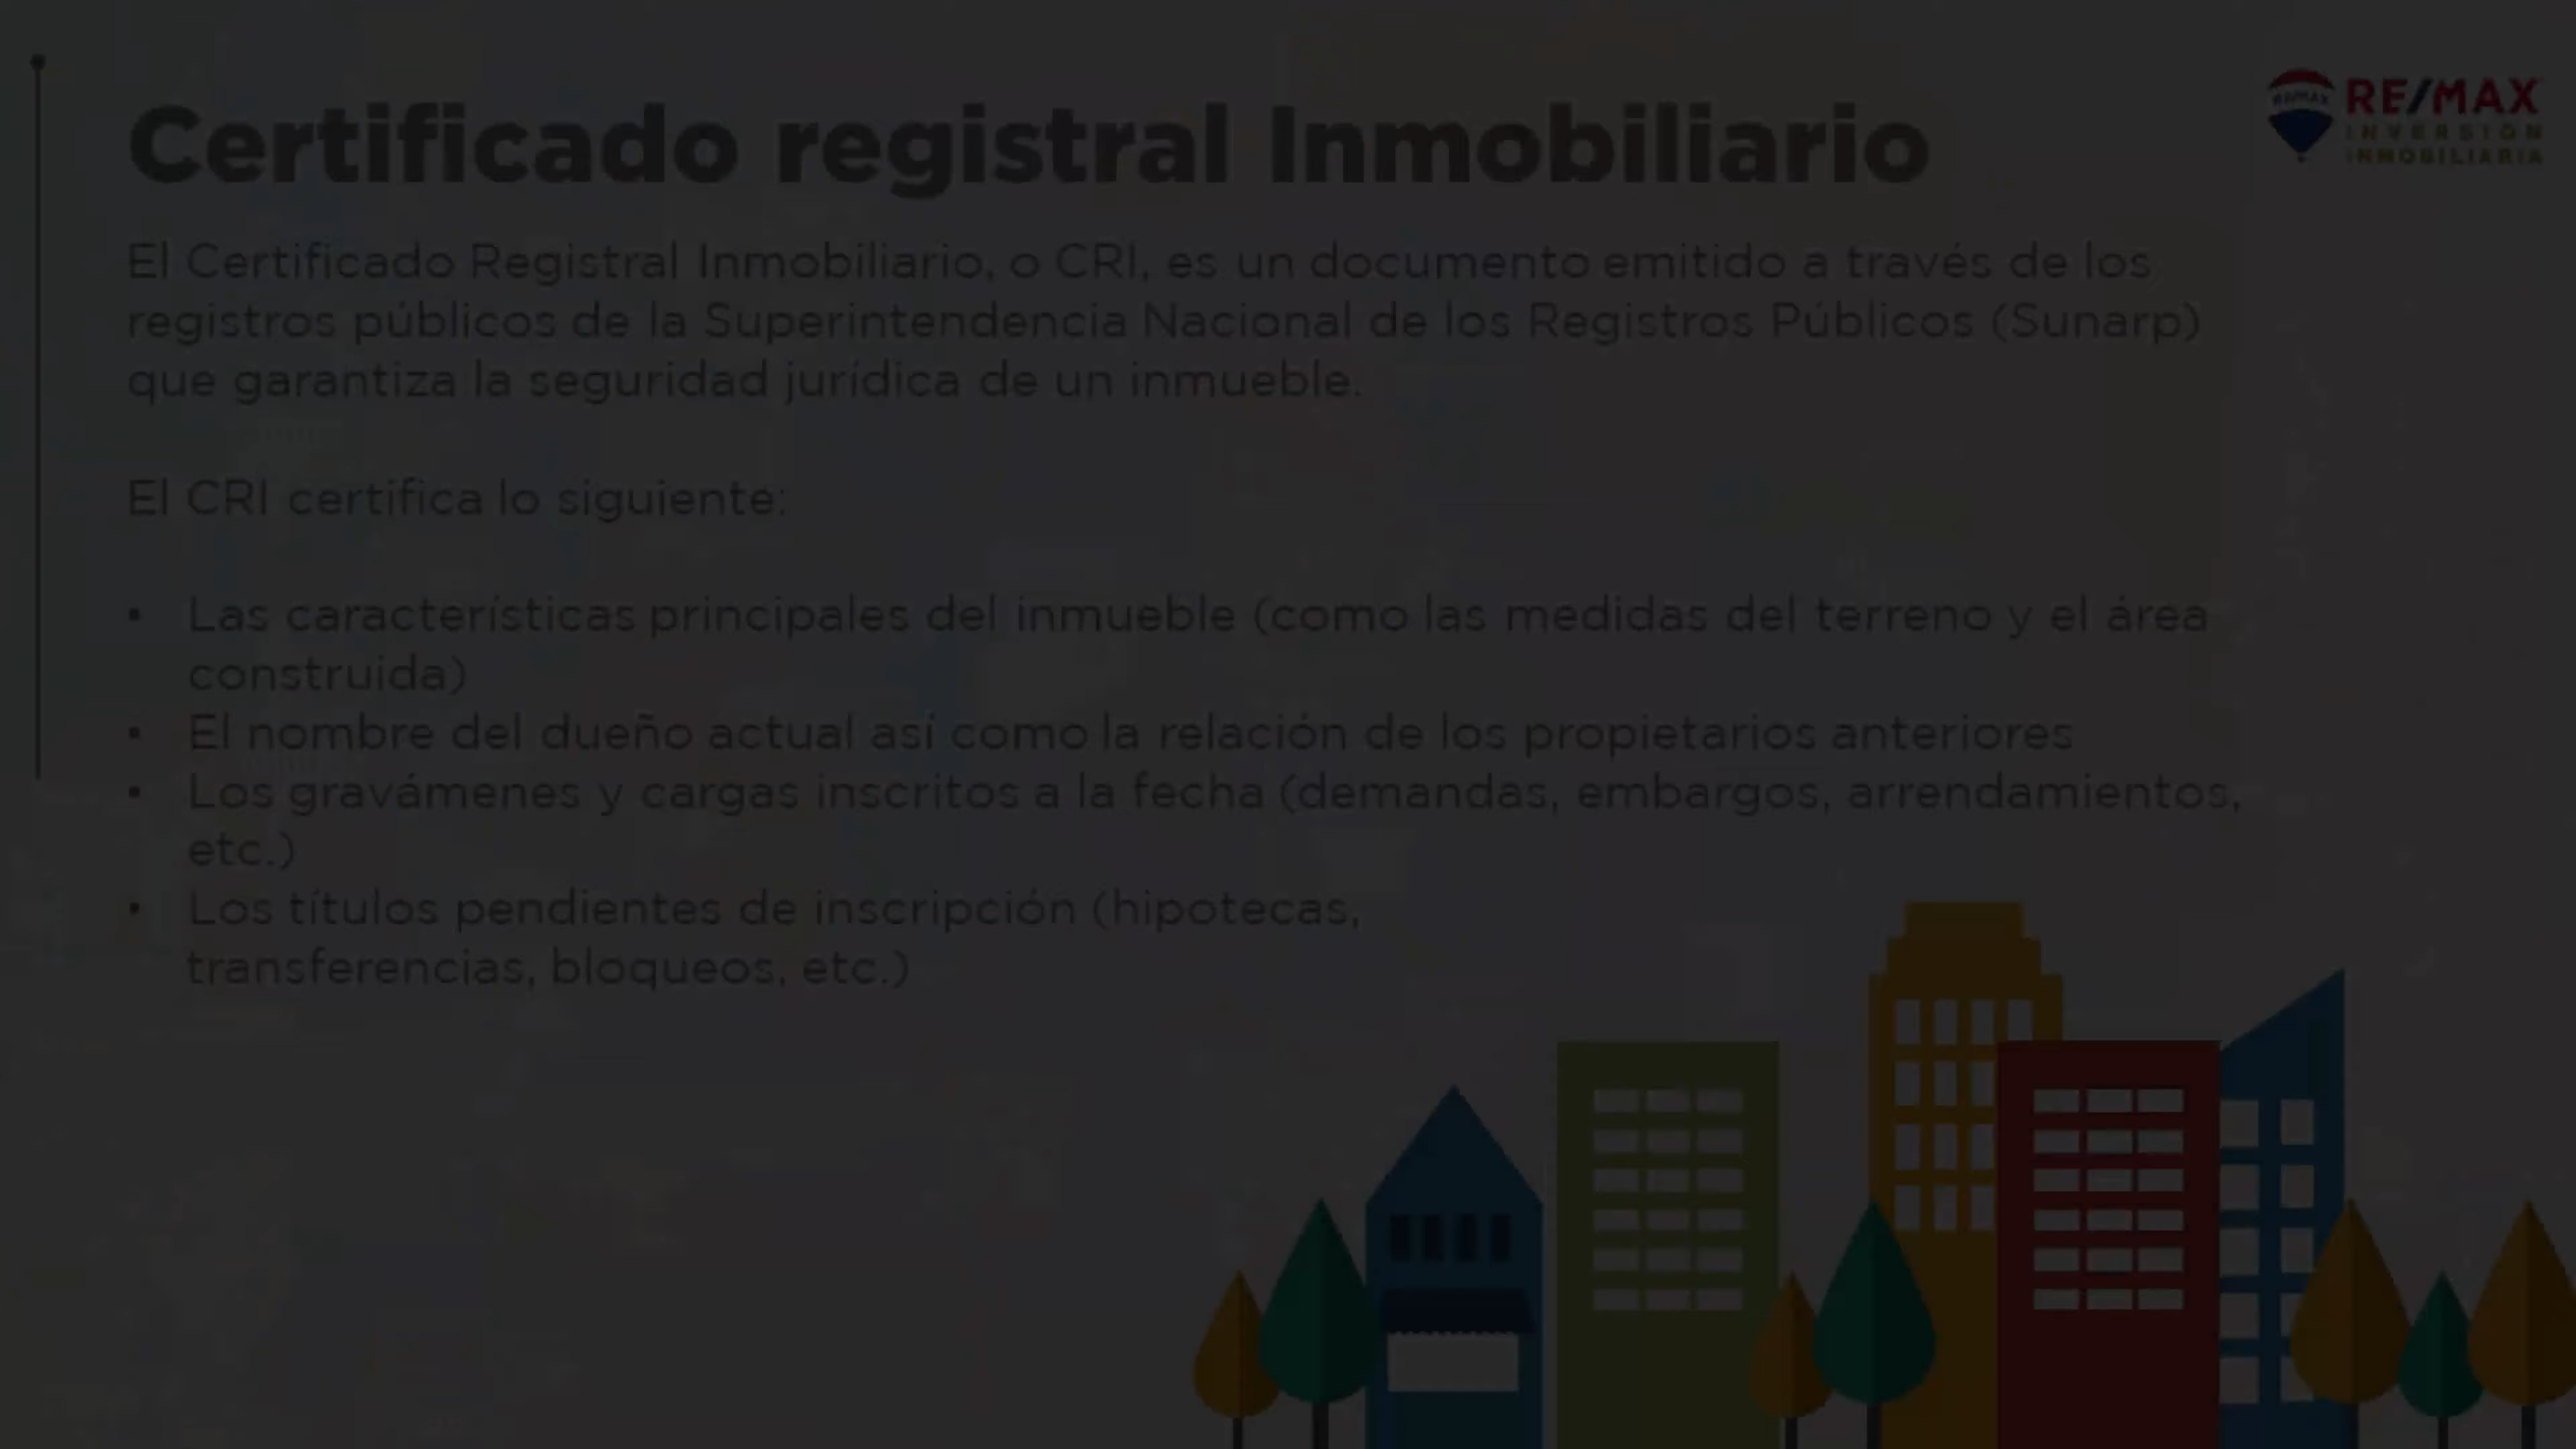 Certificado registral Inmobiliario
RE/MAX
INVERSIÓN
INMOBILIARIA
El Certificado Registral Inmobiliario, o CRI, es un documento emitido a través de los
registros públicos de la Superintendencia Nacional de los Registros Públicos (Sunarp)
que garantiza la seguridad jurídica de un inmueble.
El CRI certifica lo siguiente:
• Las características principales del inmueble (como las medidas del terreno y el área
construida)
• El nombre del dueño actual así como la relación de los propietarios anteriores
• Los gravámenes y cargas inscritos a la fecha (demandas, embargos, arrendamientos,
etc.)
• Los títulos pendientes de inscripción (hipotecas,
transferencias, bloqueos, etc.)